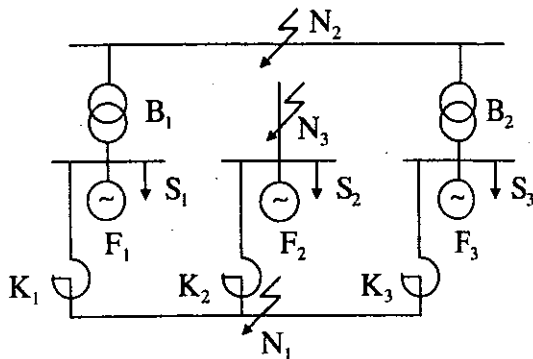 N₂
B₁
B₂
N₃
S₁
S₂
S₃
~
~
~
F₁
F₂
F₃
K₁
K₂
K₃
N₁